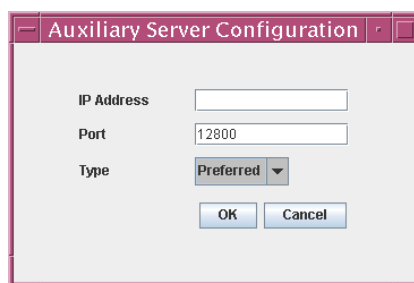 Auxiliary Server Configuration
IP Address
Port 12800
Type Preferred
OK Cancel